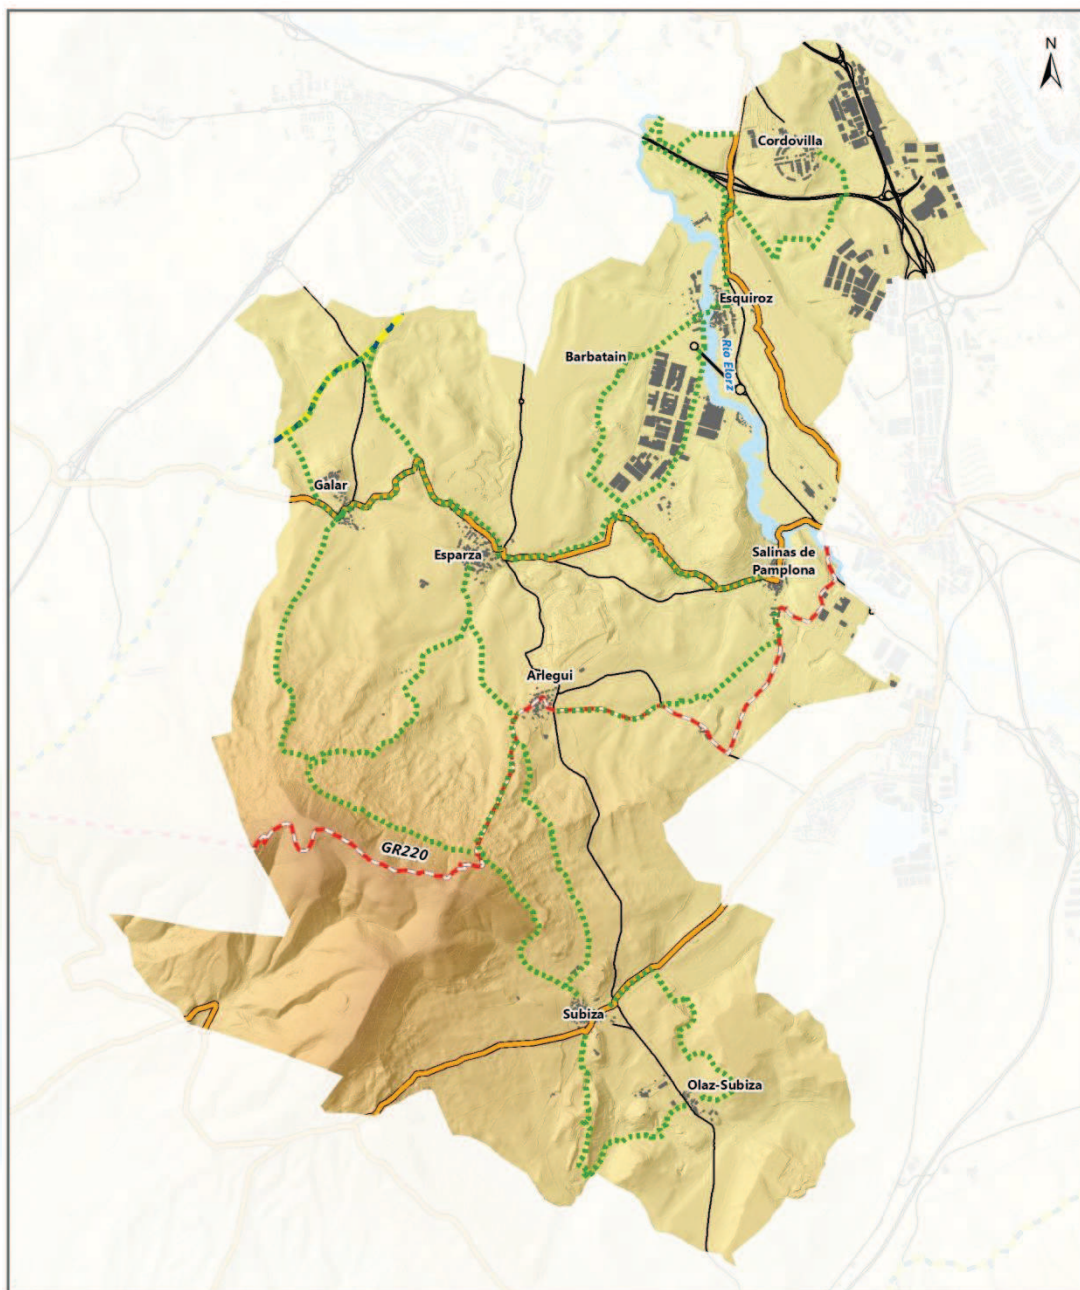 N
Cordovilla
Esquiroz
Río Elorz
Barbatain
Galar
Esparza
Salinas de
Pamplona
Arlegui
GR220
Subiza
Olaz-Subiza